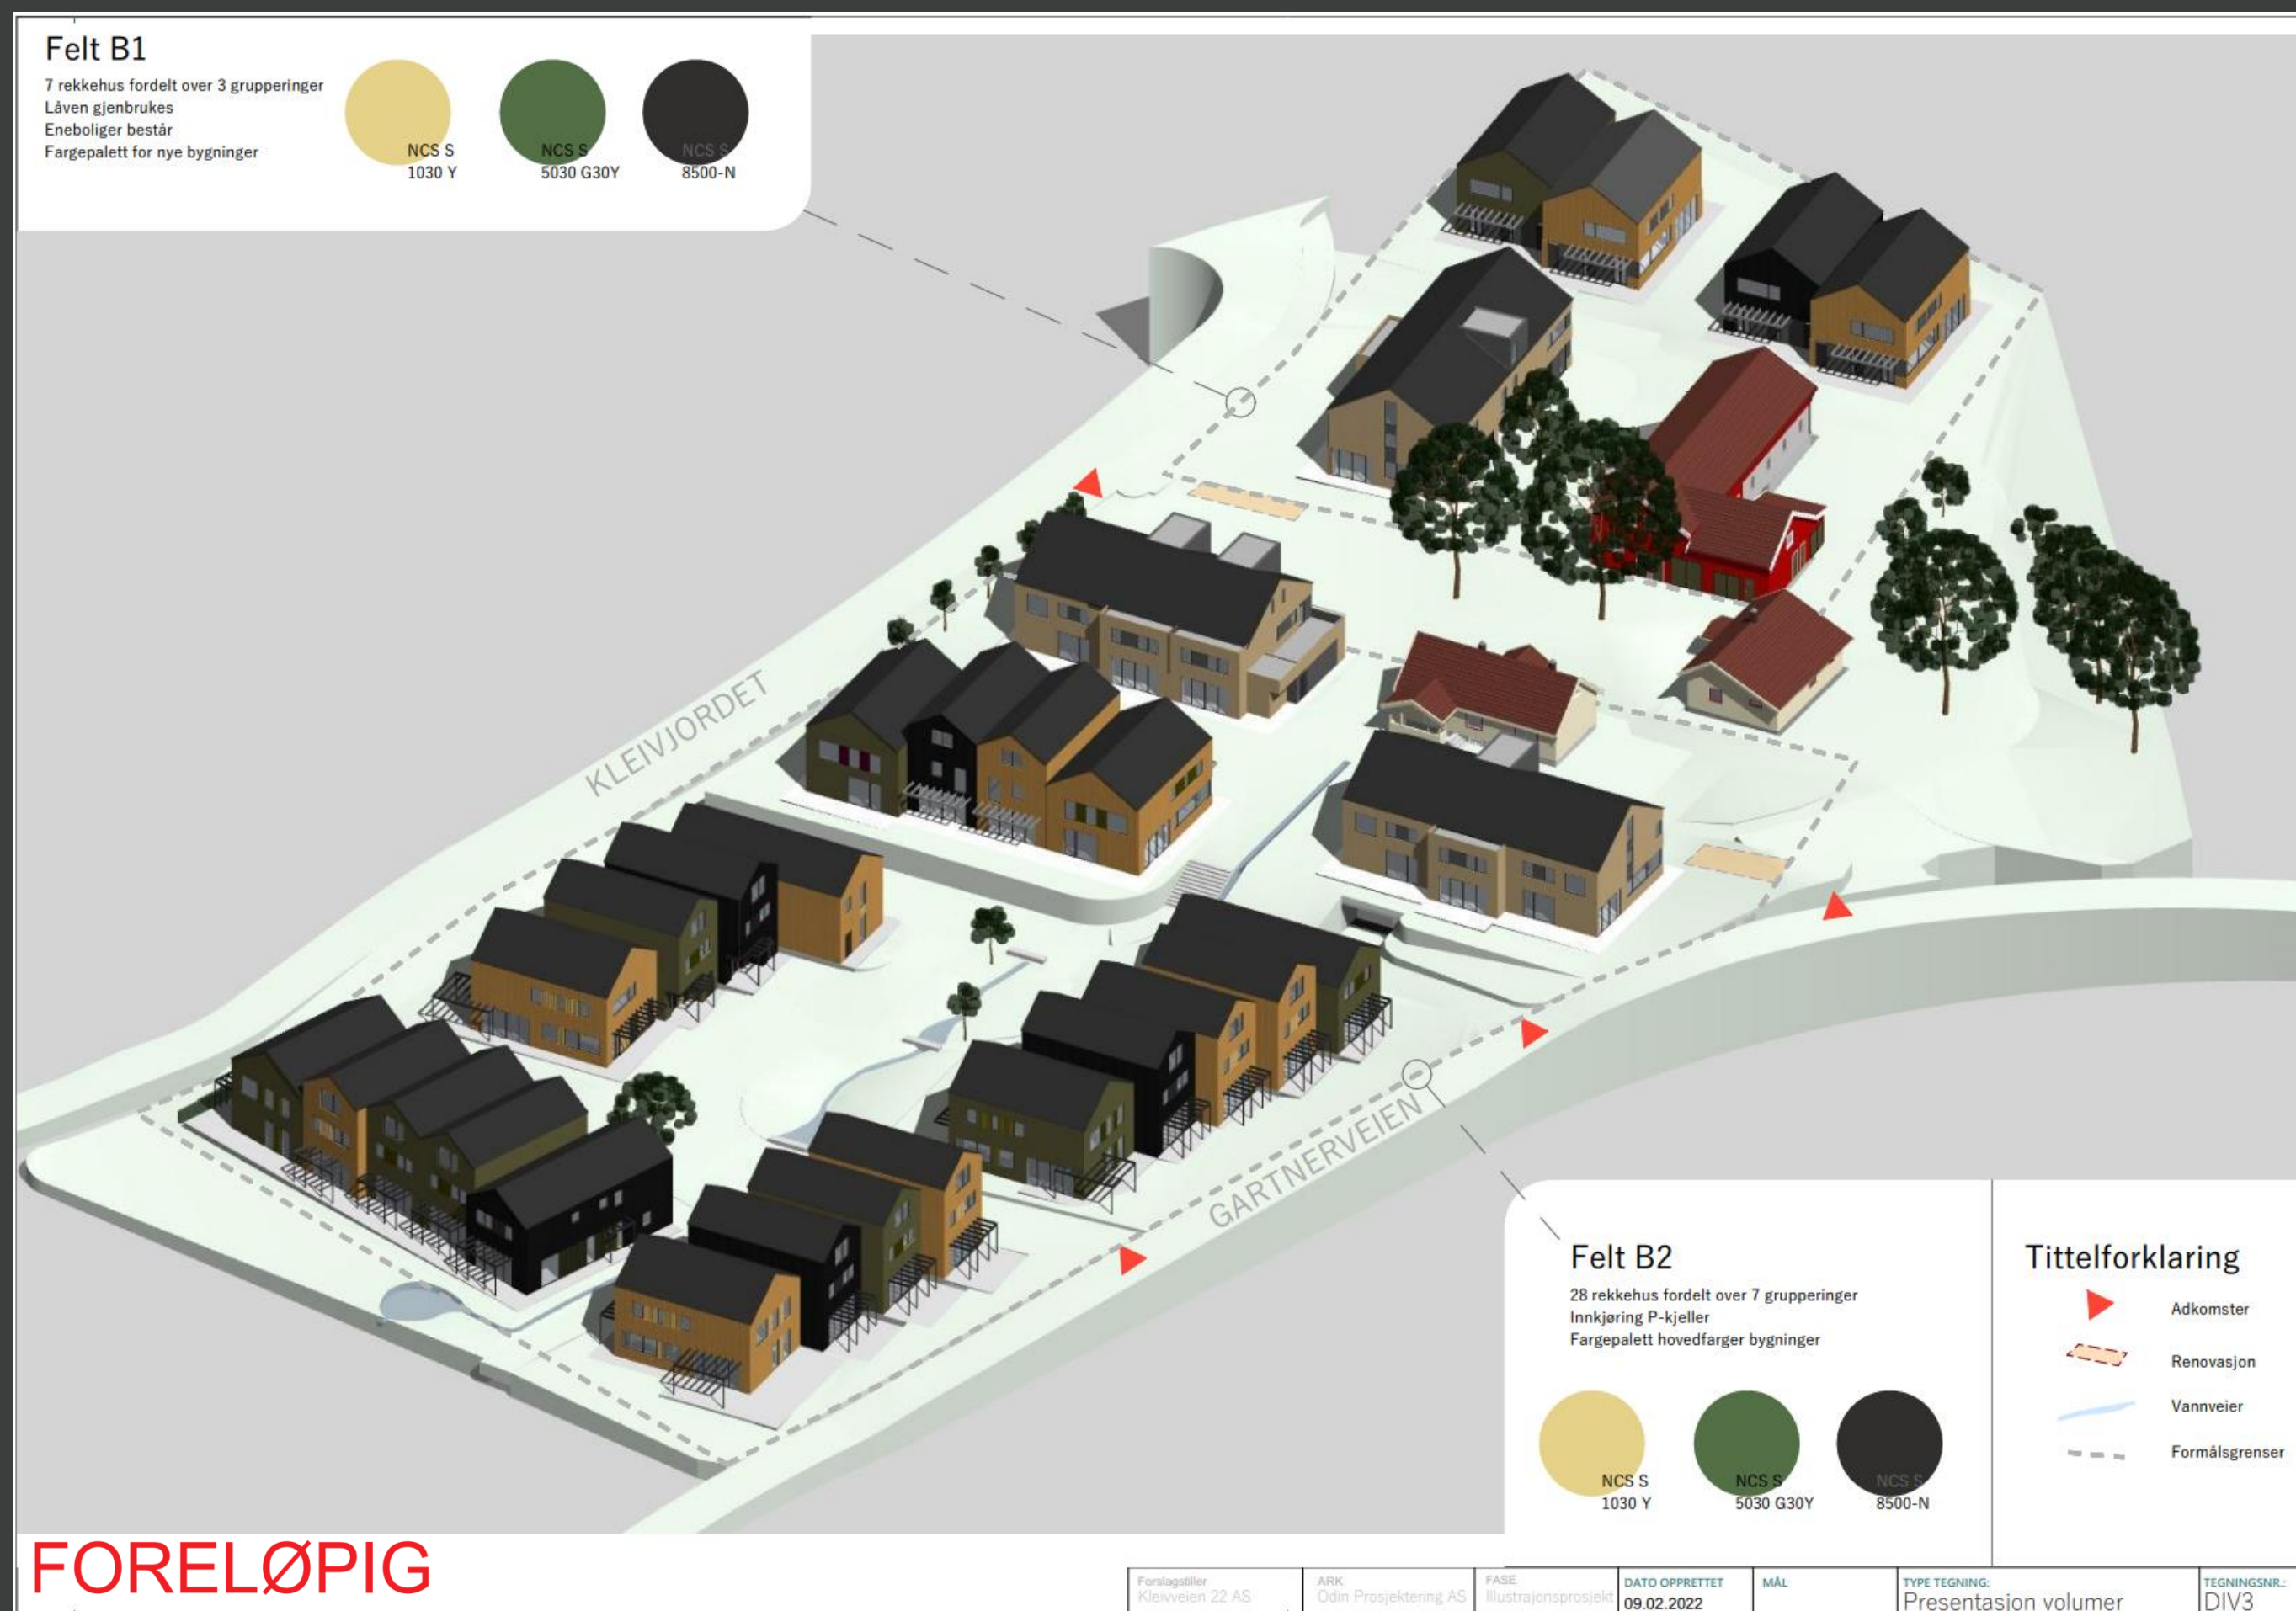 Felt B1
7 rekkehus fordelt over 3 grupperinger
Låven gjenbrukes
Eneboliger består
Fargepalett for nye bygninger
NCS S
1030 Y
NCS S
5030 G30Y
NCS S
8500-N
KLEIVJORDET
GARTNERVEIEN
Felt B2
28 rekkehus fordelt over 7 grupperinger
Innkjøring P-kjeller
Fargepalett hovedfarger bygninger
NCS S
1030 Y
NCS S
5030 G30Y
NCS S
8500-N
Tittelforklaring
Adkomster
Renovasjon
Vannveier
Formålsgrenser
FORELØPIG
Forslagstiller
Kleivveien 22 AS
ARK
Odin Prosjektering AS
FASE
Illustrajonsprosjekt
DATO OPPRETTET
09.02.2022
MÅL
TYPE TEGNING:
Presentasjon volumer
TEGNINGSNR.:
DIV3